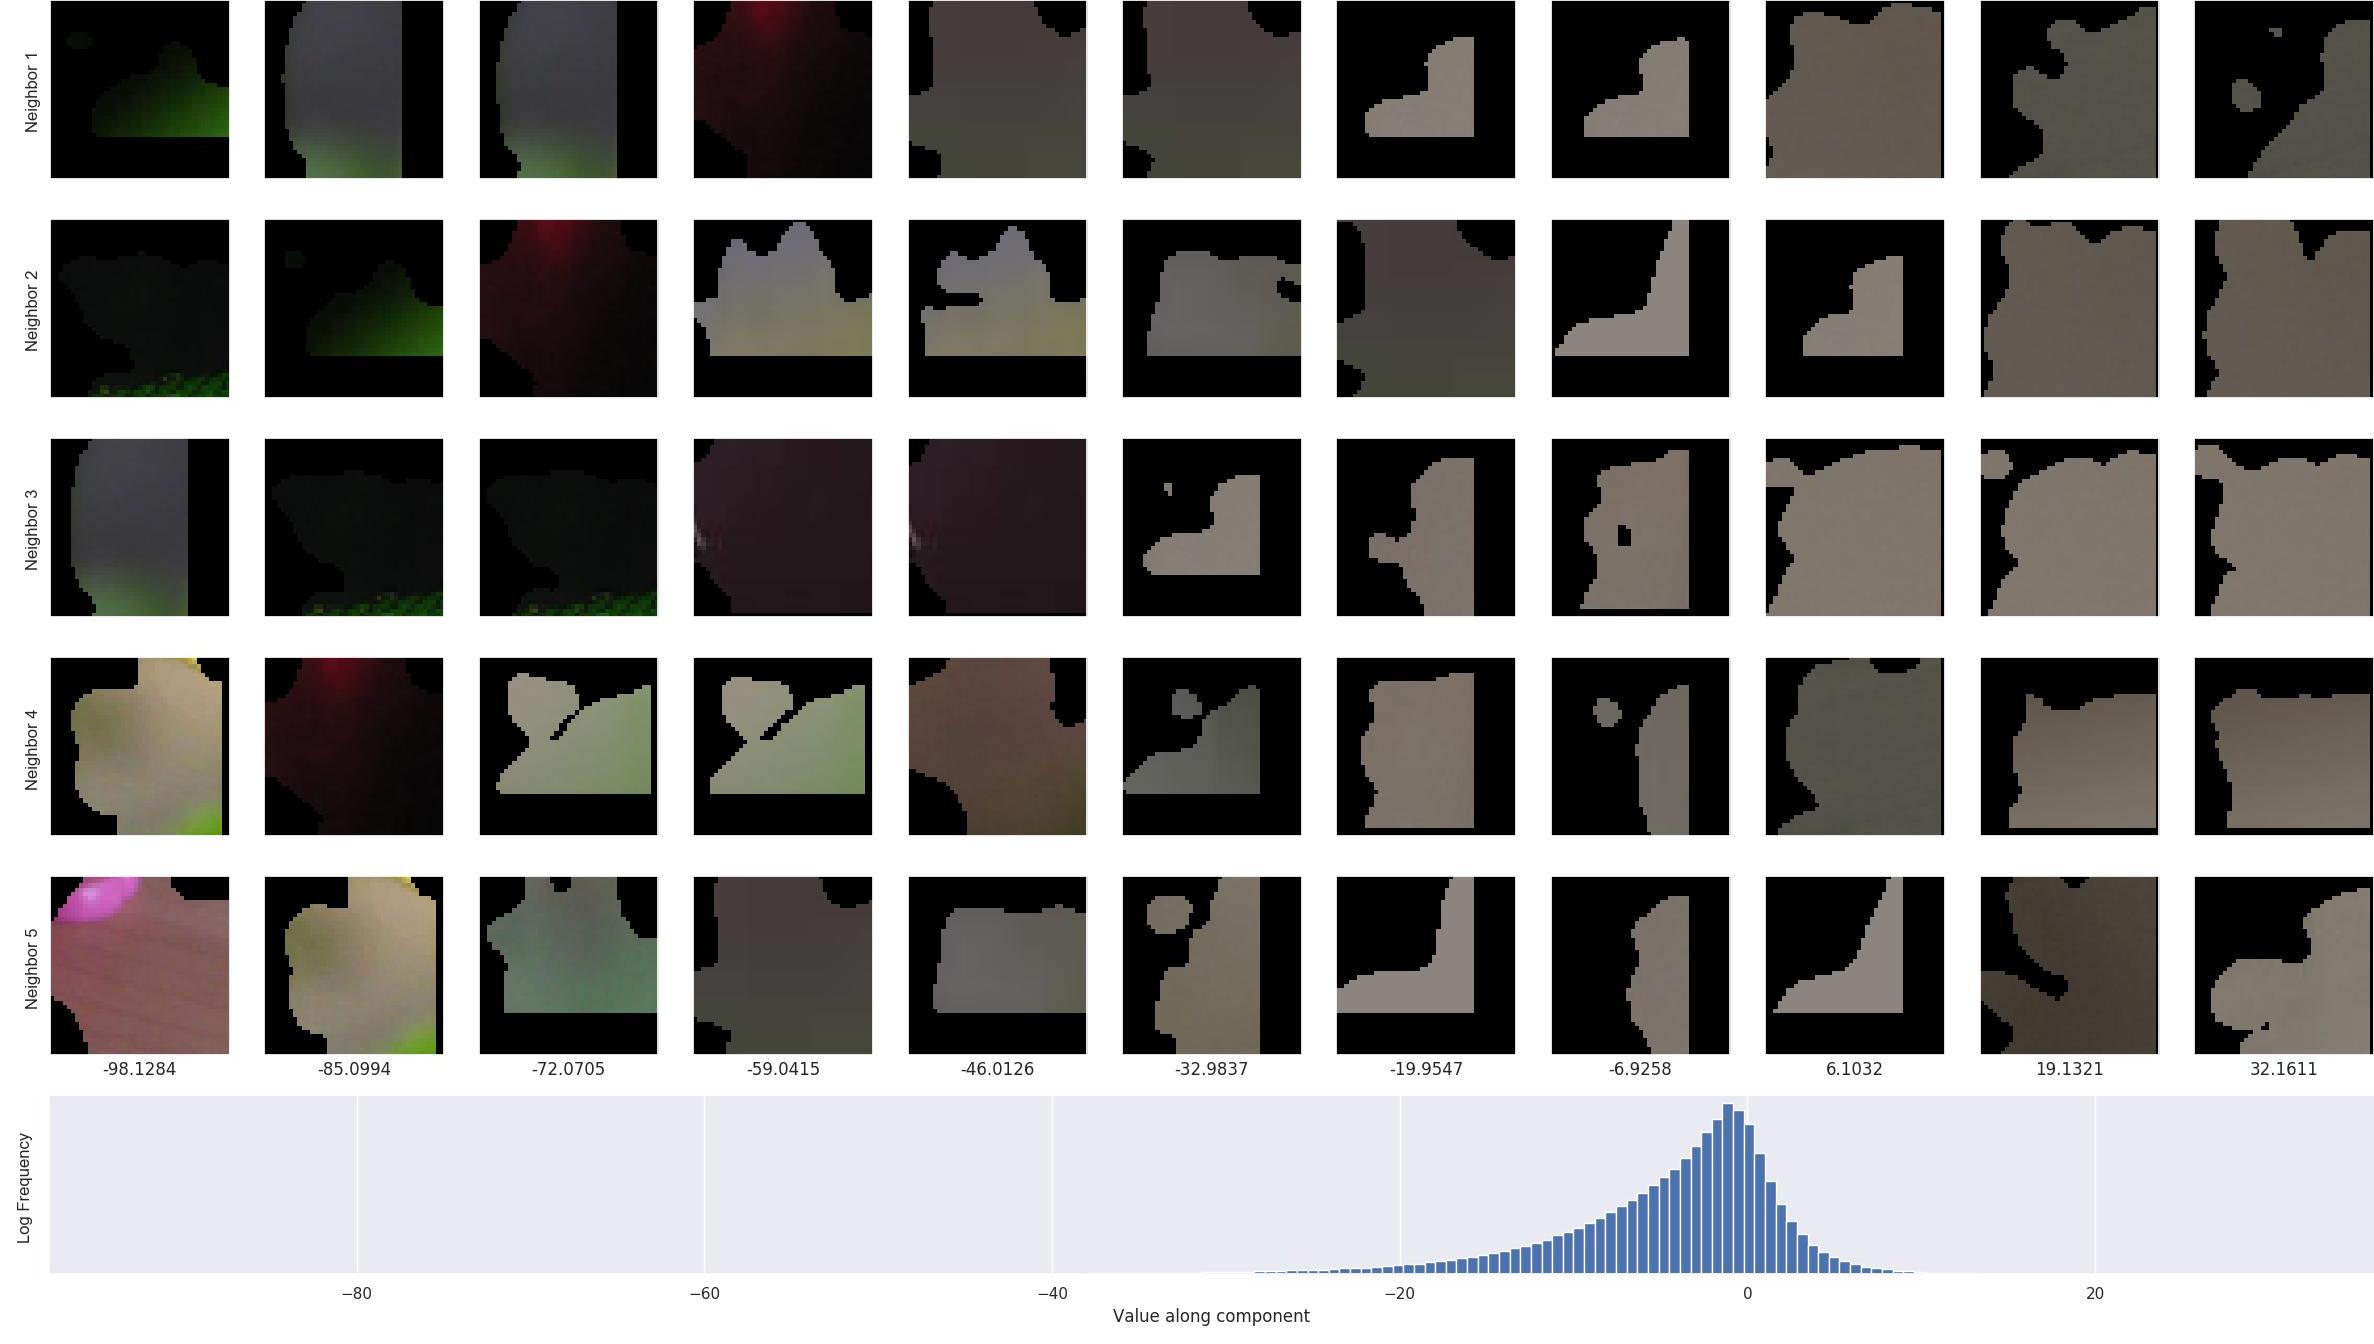 Neighbor 1
Neighbor 2
Neighbor 3
Neighbor 4
Neighbor 5
-98.1284
-85.0994
-72.0705
-59.0415
-46.0126
-32.9837
-19.9547
-6.9258
6.1032
19.1321
32.1611
Log Frequency
−80
−60
−40
−20
0
20
Value along component